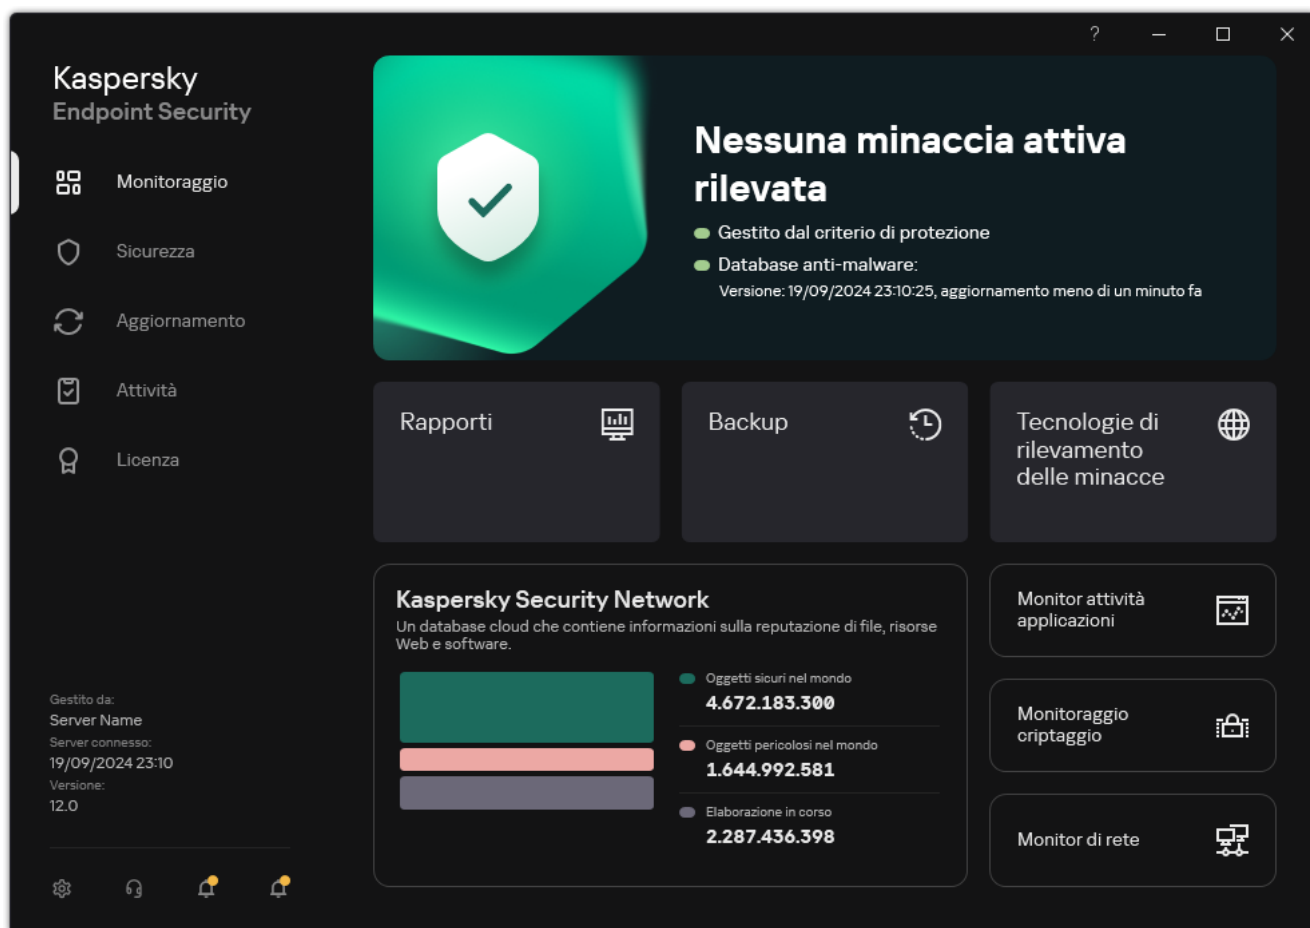 ?
Kaspersky
Endpoint Security
Monitoraggio
Sicurezza
Aggiornamento
Attività
Licenza
Gestito da:
Server Name
Server connesso:
19/09/2024 23:10
Versione:
12.0
Nessuna minaccia attiva
rilevata
Gestito dal criterio di protezione
Database anti-malware:
Versione: 19/09/2024 23:10:25, aggiornamento meno di un minuto fa
Rapporti
Backup
Tecnologie di
rilevamento
delle minacce
Kaspersky Security Network
Un database cloud che contiene informazioni sulla reputazione di file, risorse
Web e software.
Oggetti sicuri nel mondo
4.672.183.300
Oggetti pericolosi nel mondo
1.644.992.581
Elaborazione in corso
2.287.436.398
Monitor attività
applicazioni
Monitoraggio
criptaggio
Monitor di rete